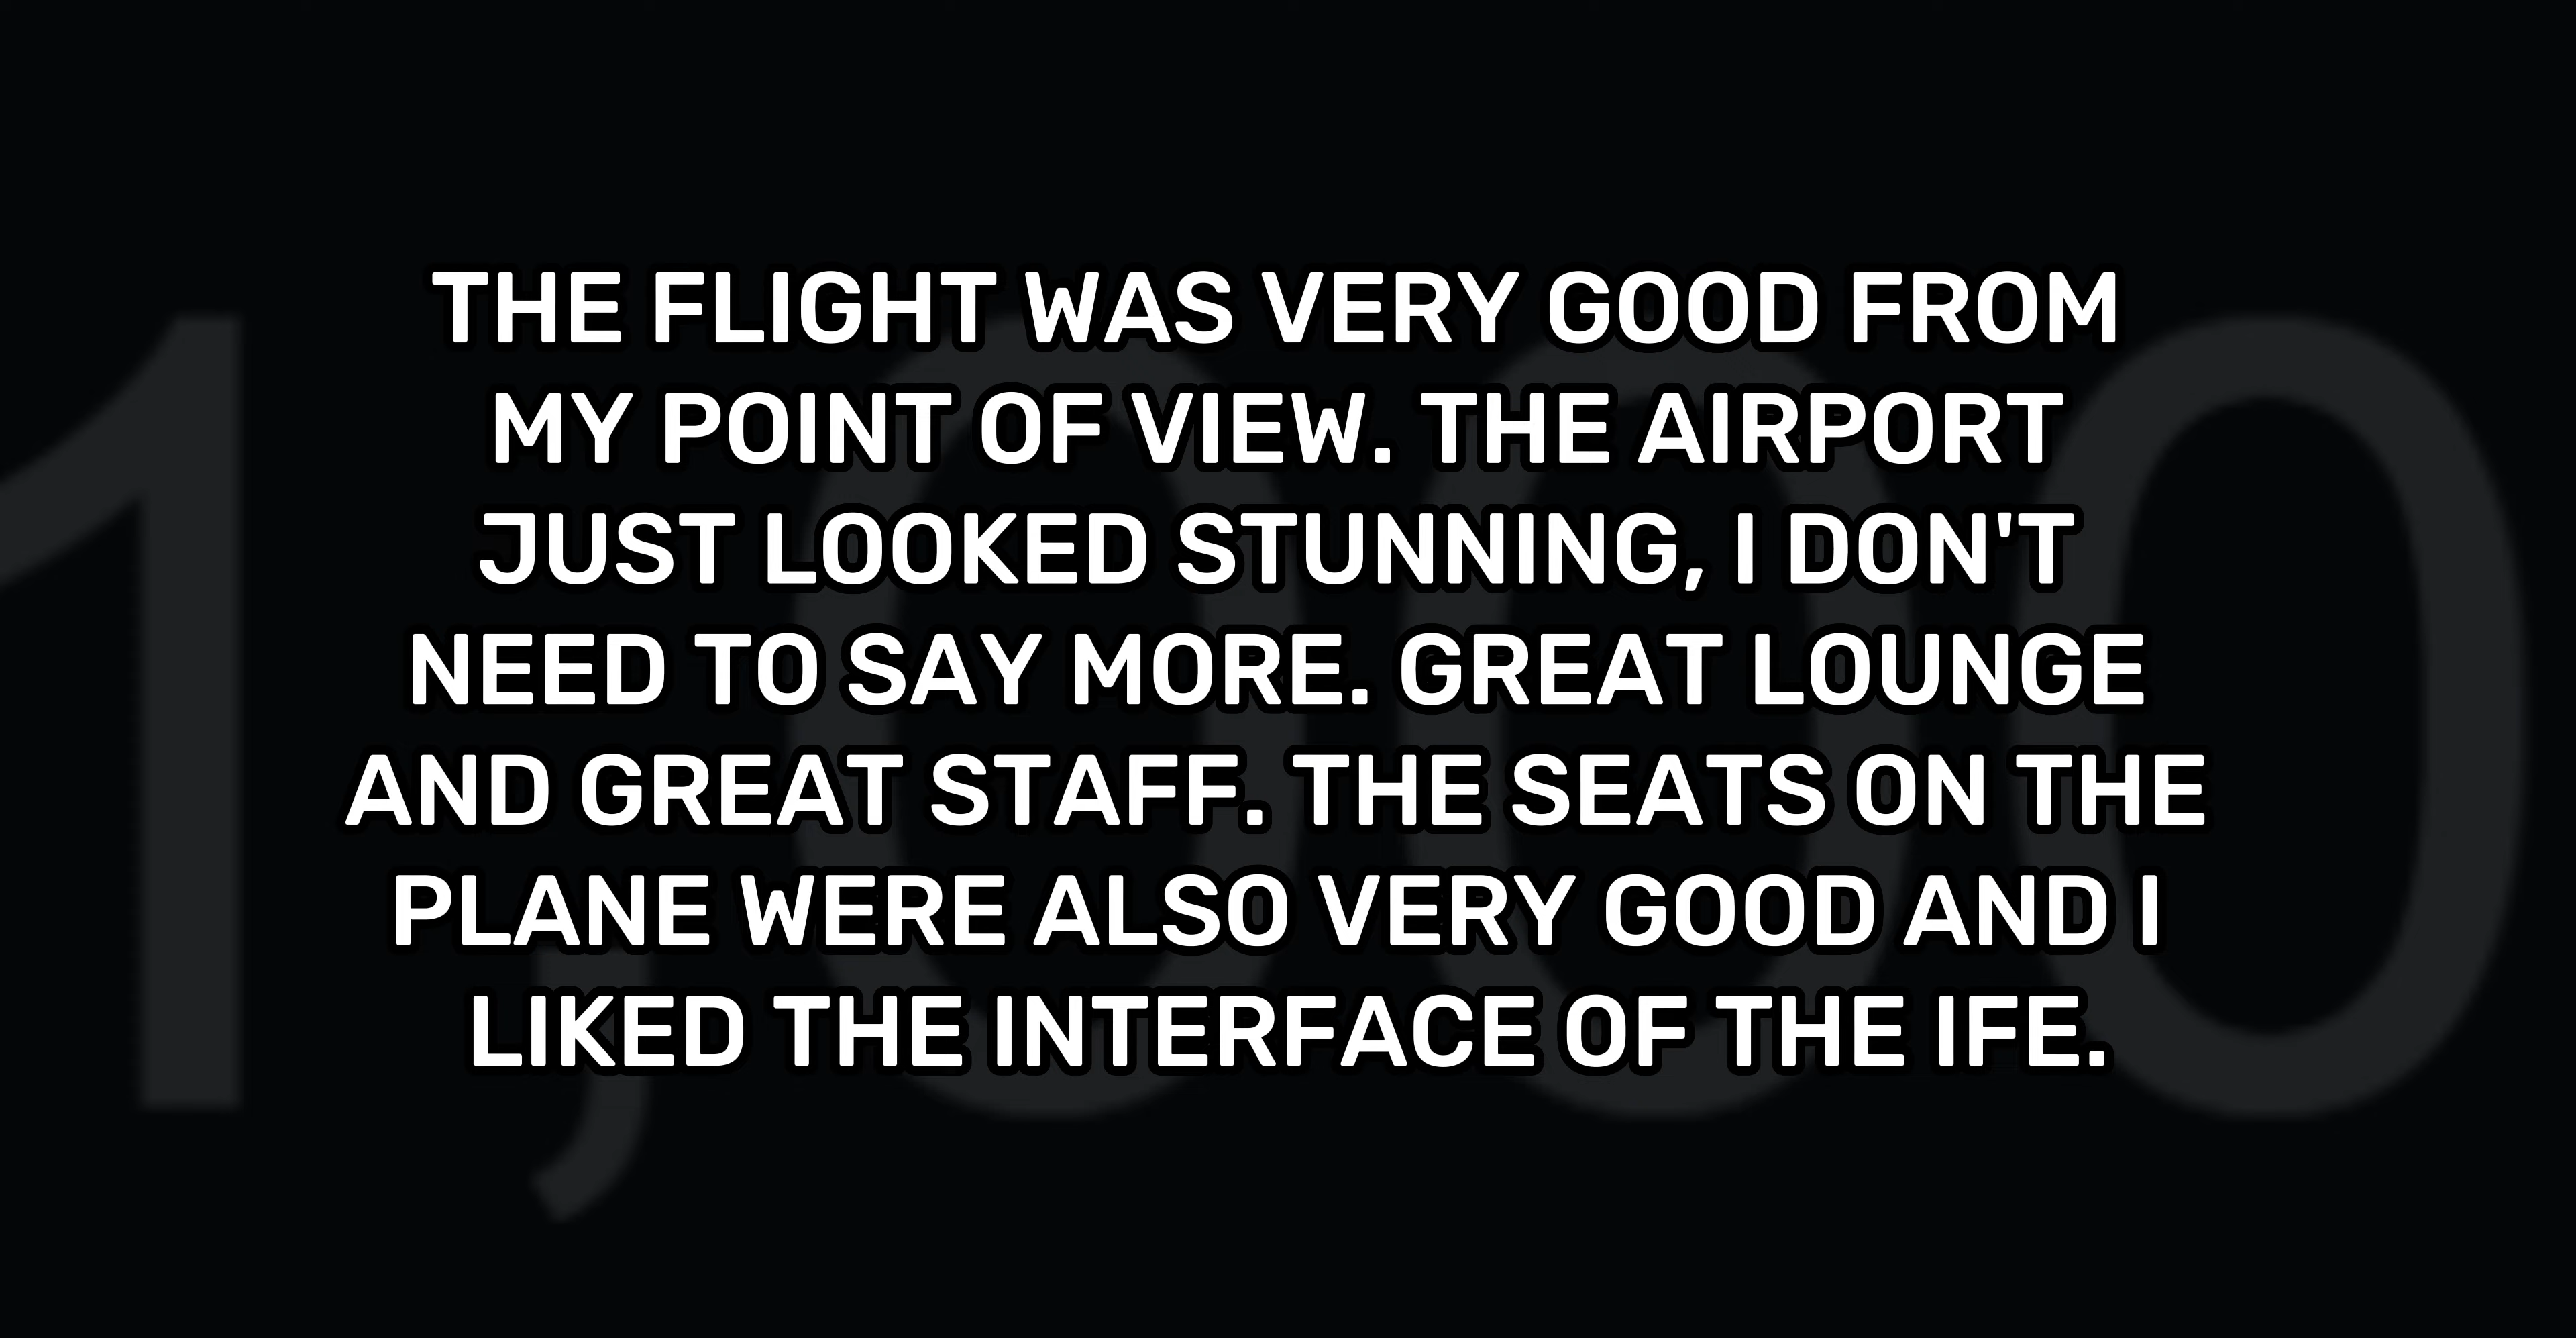 THE FLIGHT WAS VERY GOOD FROM
MY POINT OF VIEW. THE AIRPORT
JUST LOOKED STUNNING, I DON'T
NEED TO SAY MORE. GREAT LOUNGE
AND GREAT STAFF. THE SEATS ON THE
PLANE WERE ALSO VERY GOOD AND I
LIKED THE INTERFACE OF THE IFE.
1,000